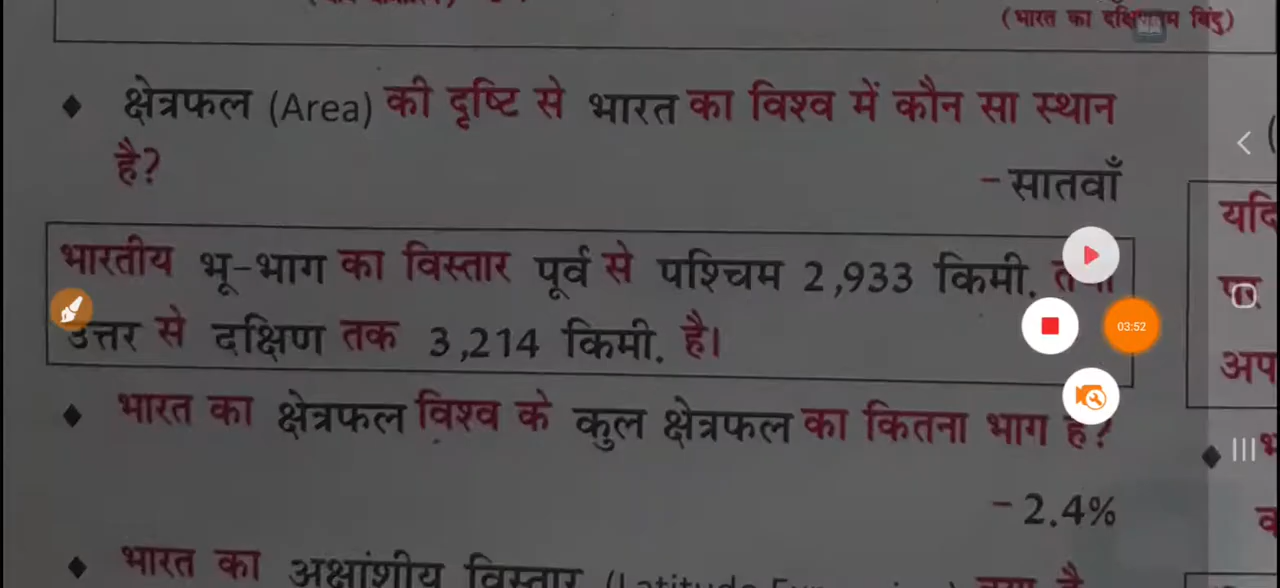 (भारत का दक्षिणतम बिंदु)
◆ क्षेत्रफल (Area) की दृष्टि से भारत का विश्व में कौन सा स्थान
है?
- सातवाँ
यदि
भारतीय भू-भाग का विस्तार पूर्व से पश्चिम 2,933 किमी.
उत्तर से दक्षिण तक 3,214 किमी. है।
03:52
अप
◆ भारत का क्षेत्रफल विश्व के कुल क्षेत्रफल का कितना भाग है?
- 2.4%
◆ भारत का अक्षांशीय विस्तार